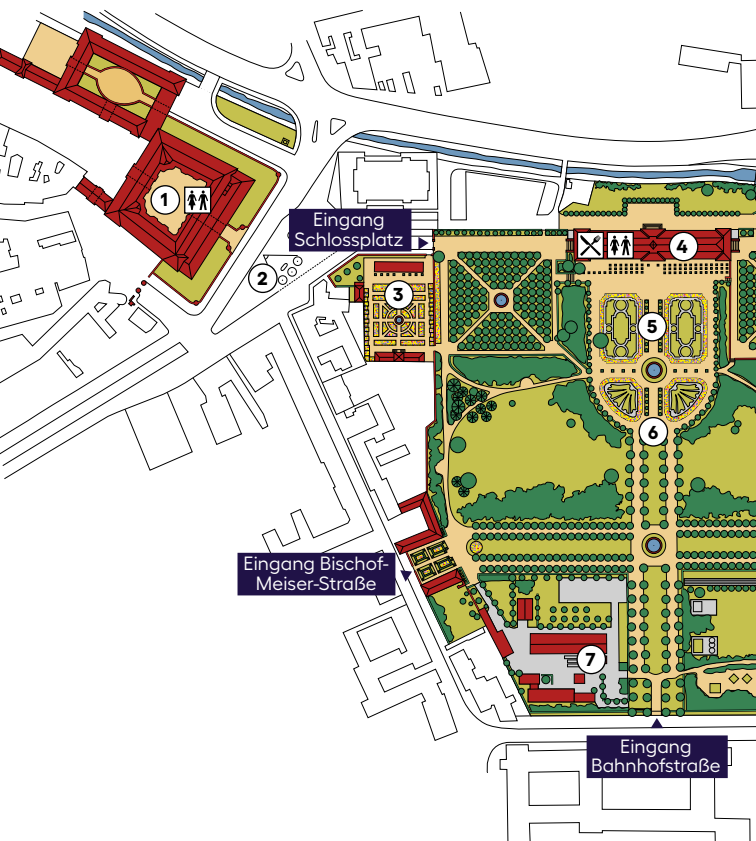 1
Eingang
Schlossplatz
2
3
4
5
6
Eingang Bischof-
Meiser-Straße
7
Eingang
Bahnhofstraße